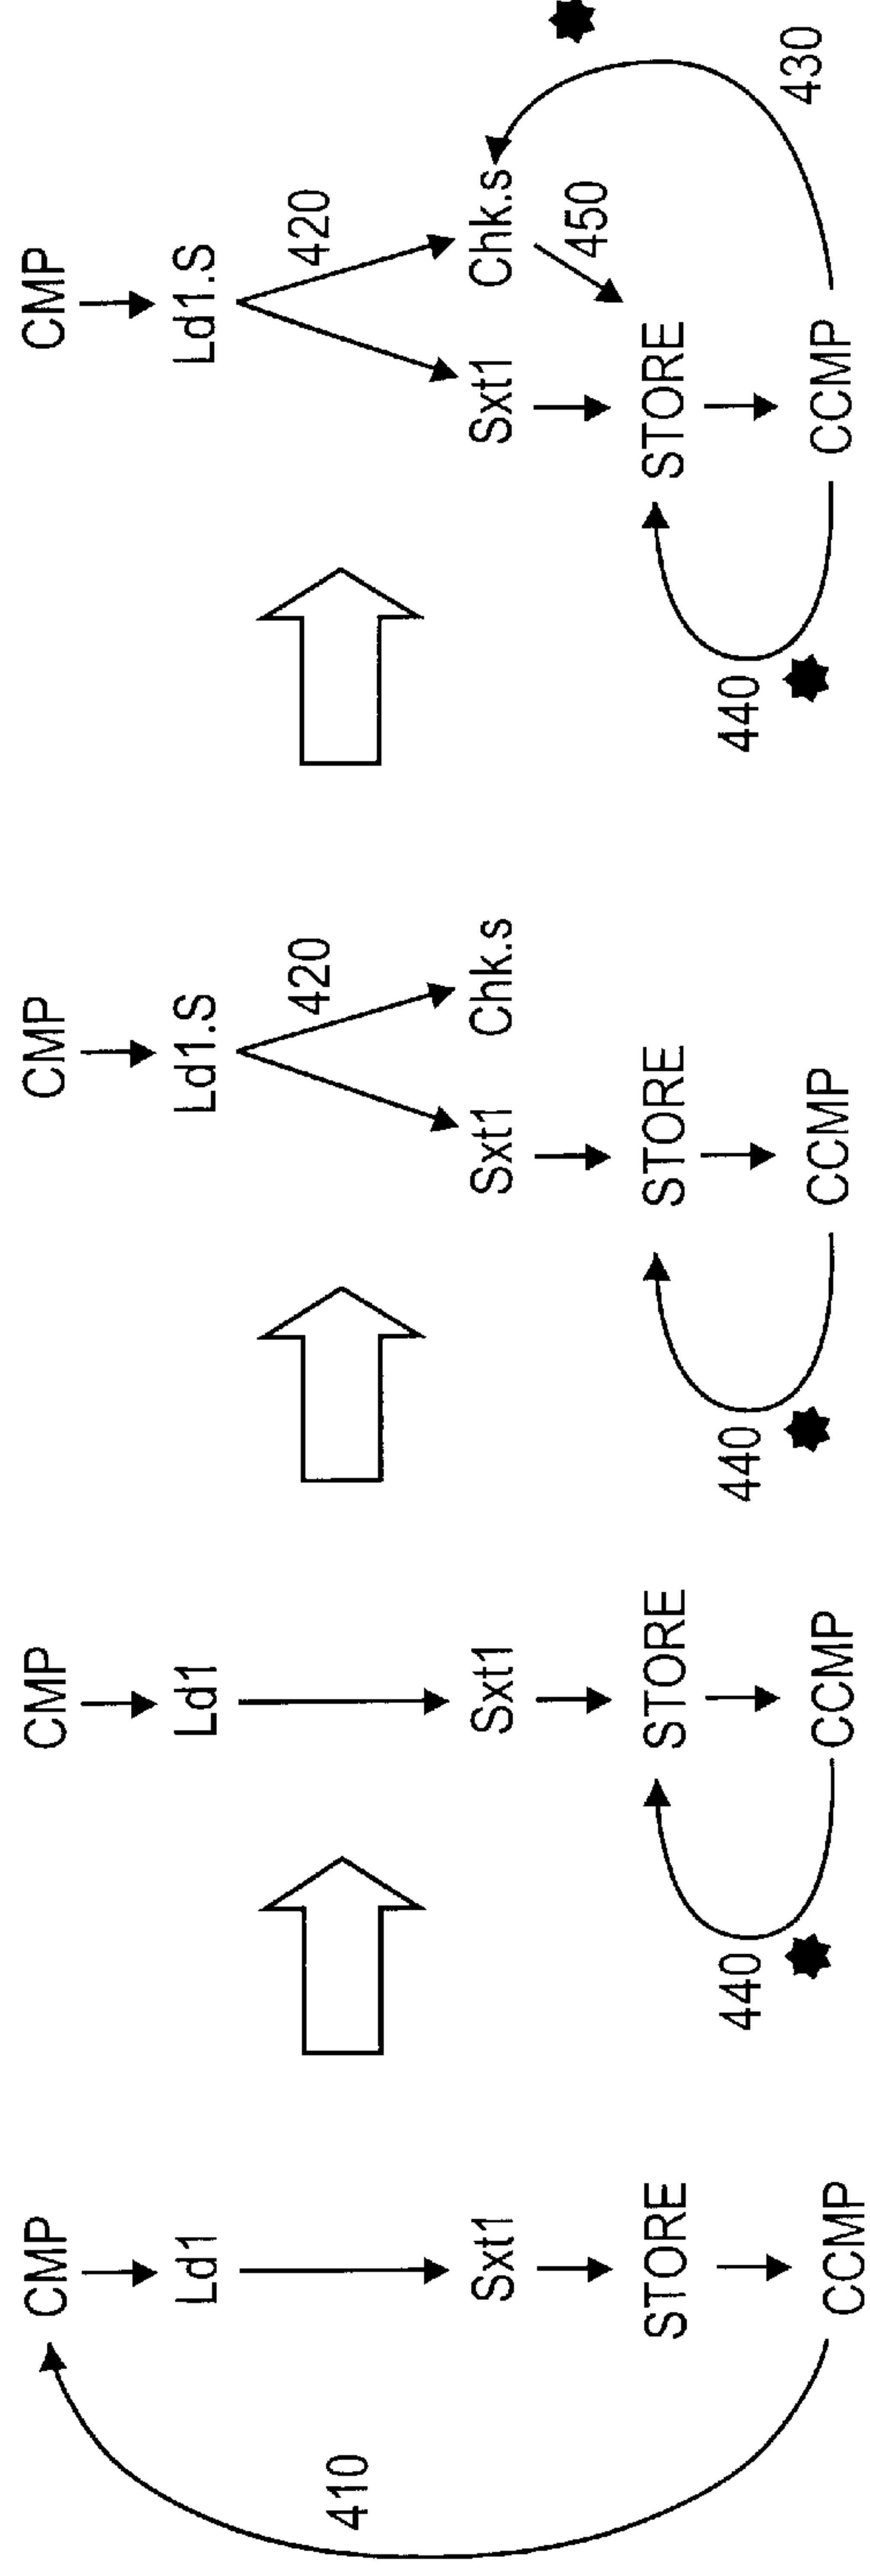 CMP
Ld1
410
Sxt1
STORE
CCMP
CMP
Ld1
Sxt1
STORE
440
CCMP
CMP
Ld1.S
420
Sxt1
Chk.s
STORE
440
CCMP
CMP
Ld1.S
420
Sxt1
Chk.s
450
STORE
440
CCMP
430